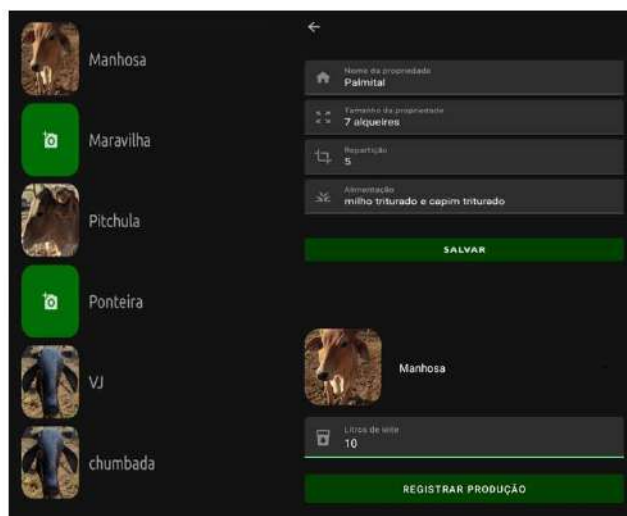 Manhosa
Maravilha
Pitchula
Ponteira
VJ
chumbada
Nome da propriedade
Palmital
Tamanho da propriedade
7 alqueires
Repartição
5
Alimentação
milho triturado e capim triturado
SALVAR
Manhosa
Litros de leite
10
REGISTRAR PRODUÇÃO